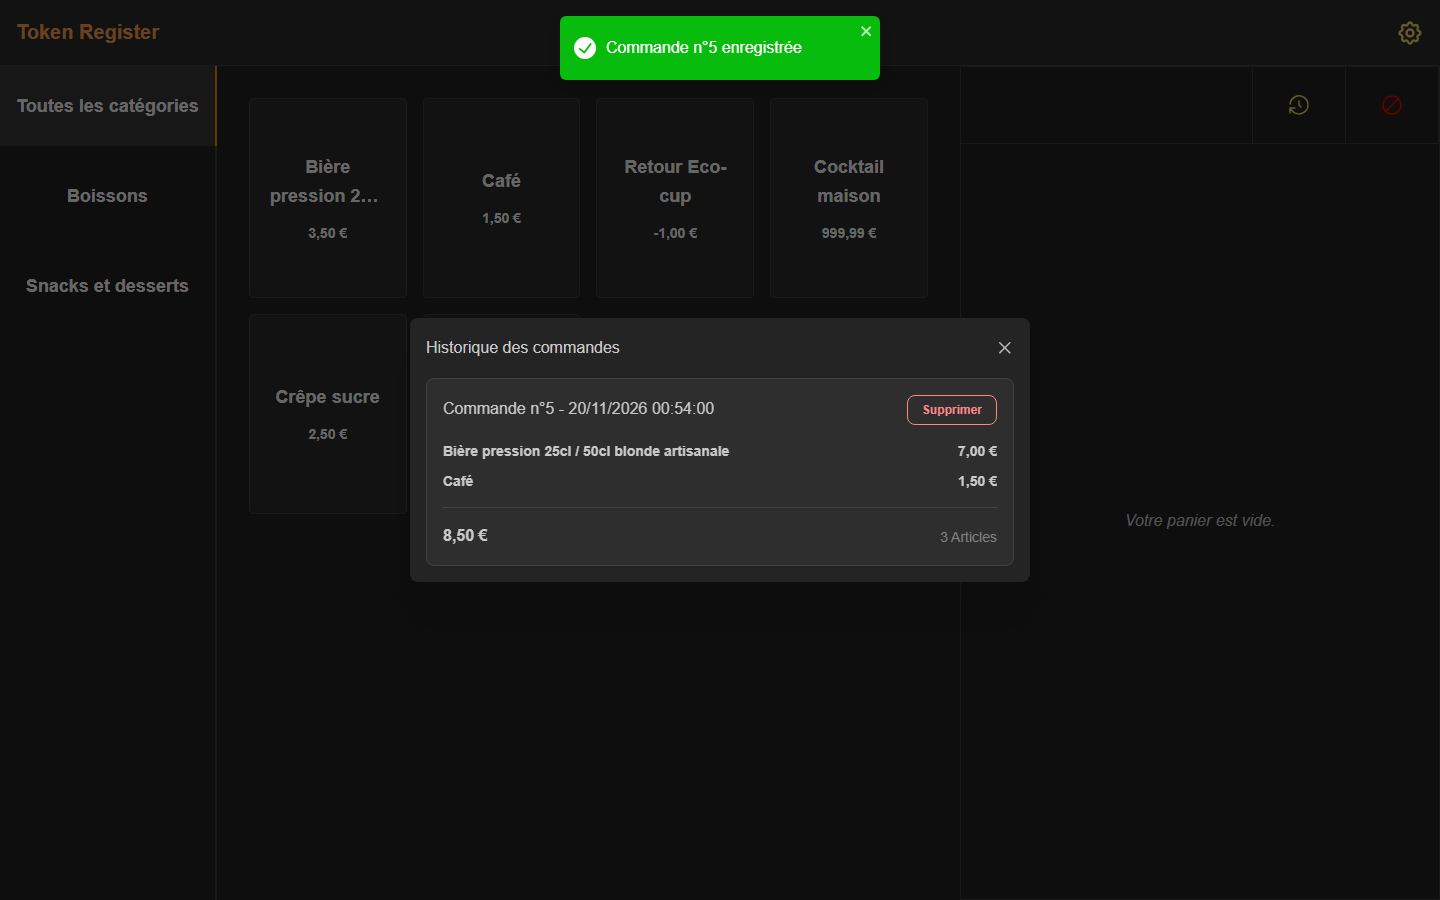 Token Register
Commande n°5 enregistrée
Toutes les catégories
Boissons
Snacks et desserts
Bière
pression 2...
3,50 €
Café
1,50 €
Retour Eco-
cup
-1,00 €
Cocktail
maison
999,99 €
Crêpe sucre
2,50 €
Historique des commandes
Commande n°5 - 20/11/2026 00:54:00
Supprimer
Bière pression 25cl / 50cl blonde artisanale
7,00 €
Café
1,50 €
8,50 €
3 Articles
Votre panier est vide.